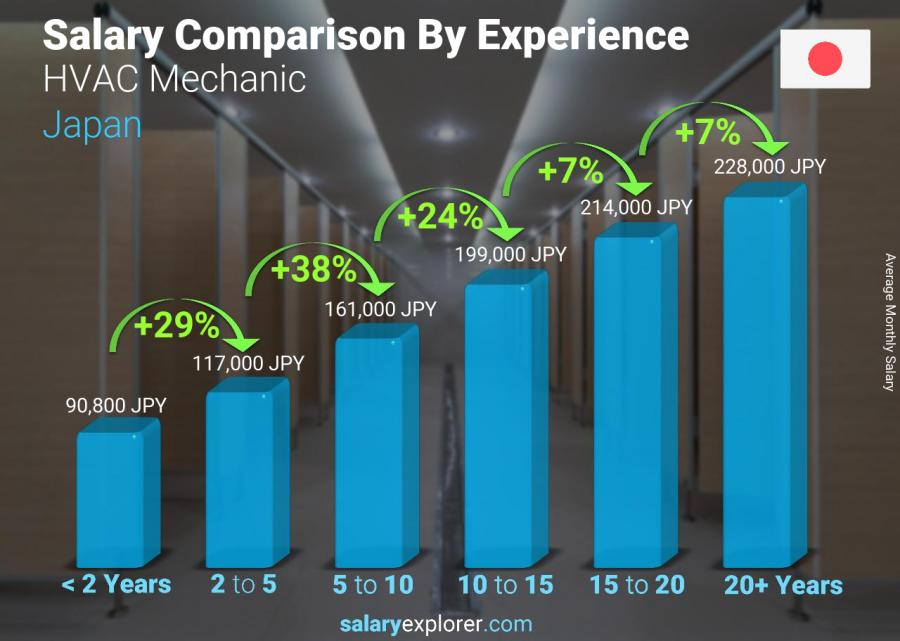 Salary Comparison By Experience
HVAC Mechanic
Japan
+7%
+7%
228,000 JPY
+24%
214,000 JPY
+38%
199,000 JPY
+29%
161,000 JPY
117,000 JPY
90,800 JPY
Average Monthly Salary
< 2 Years 2 to 5 5 to 10 10 to 15 15 to 20 20+ Years
salaryexplorer.com